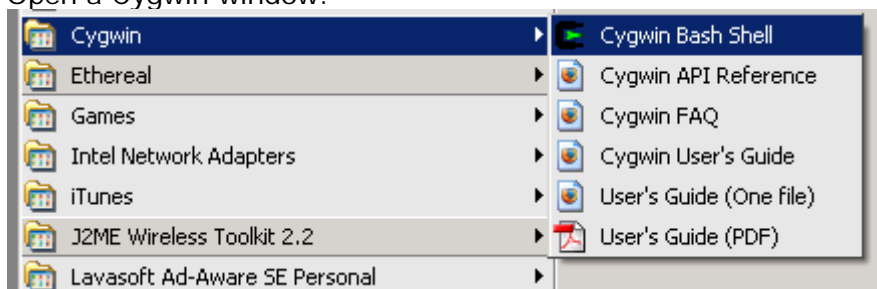 Open a Cygwin window:
Cygwin
Ethereal
Games
Intel Network Adapters
iTunes
J2ME Wireless Toolkit 2.2
Lavasoft Ad-Aware SE Personal
Cygwin Bash Shell
Cygwin API Reference
Cygwin FAQ
Cygwin User's Guide
User's Guide (One file)
User's Guide (PDF)